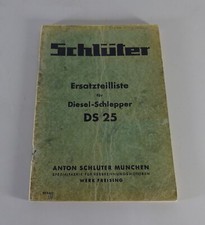 Schlüter
Ersatzteilliste
für
Diesel-Schlepper
DS 25
ANTON SCHLÜTER MÜNCHEN
WERK FREISING